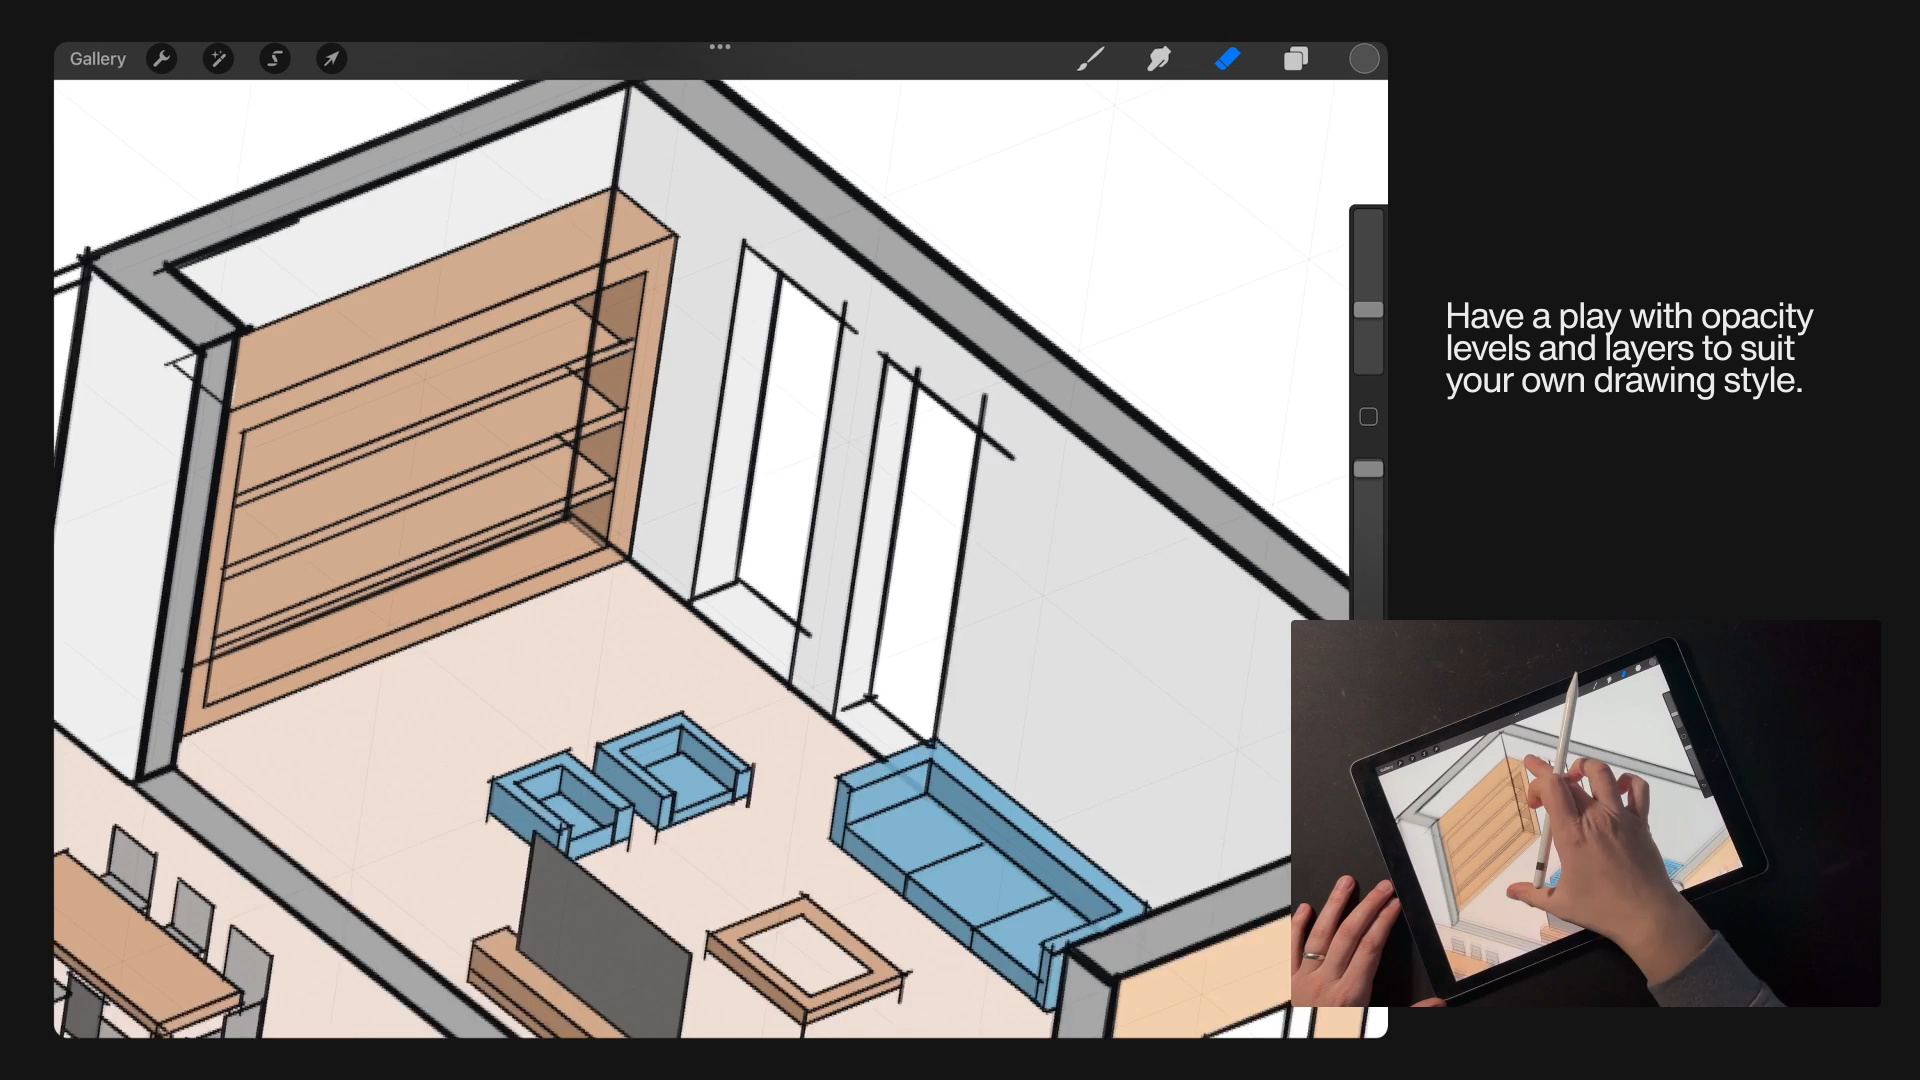 Gallery
Have a play with opacity
levels and layers to suit
your own drawing style.